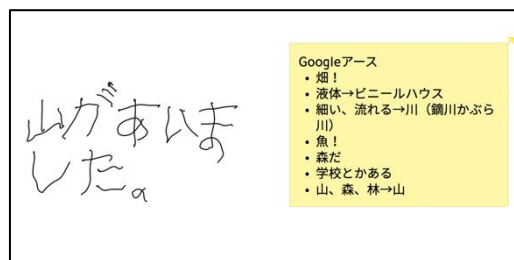 山がありま
した。
Googleアース
• 畑！
• 液体→ビニールハウス
• 細い、流れる→川（鏑川かぶら
川）
• 魚！
• 森だ
• 学校とかある
• 山、森、林→山